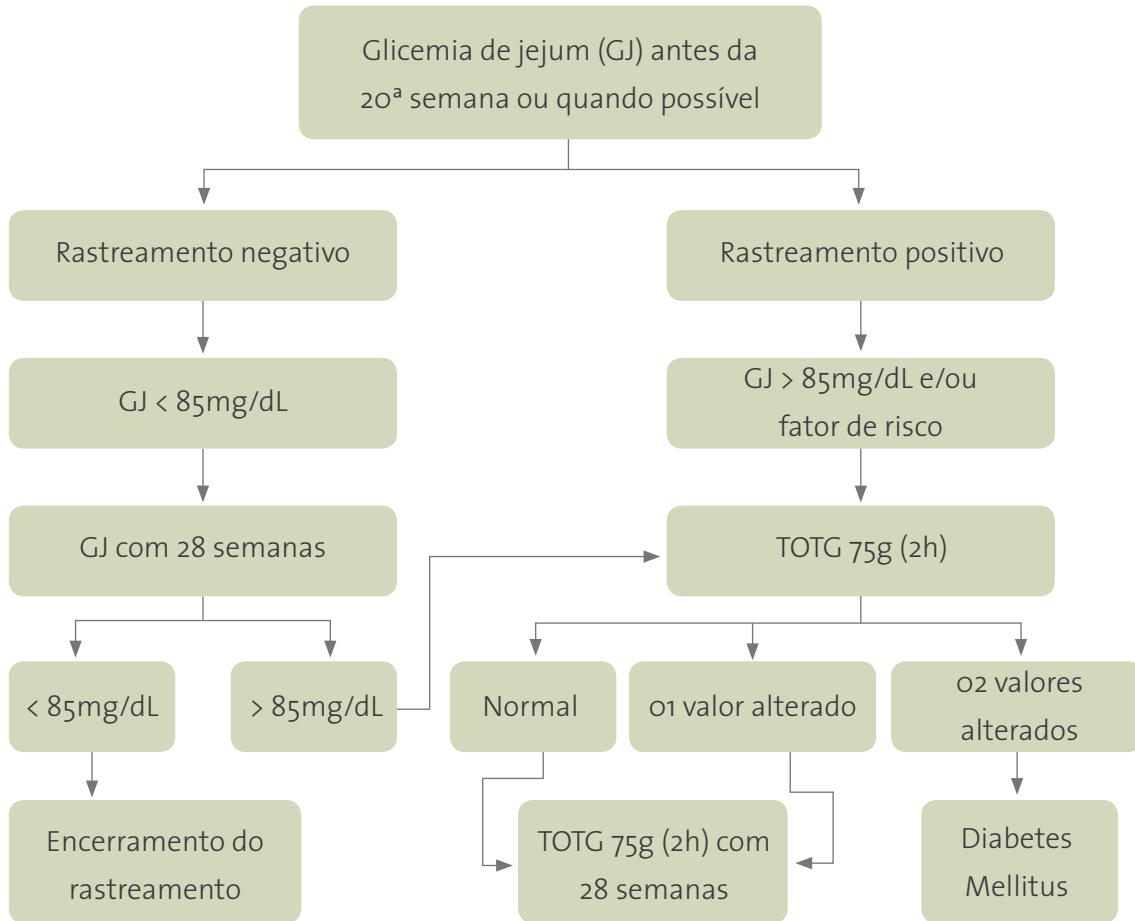 Glicemia de jejum (GJ) antes da
20ª semana ou quando possível
Rastreamento negativo
Rastreamento positivo
GJ < 85mg/dL
GJ > 85mg/dL e/ou
fator de risco
GJ com 28 semanas
TOTG 75g (2h)
< 85mg/dL
> 85mg/dL
Normal
01 valor alterado
02 valores
alterados
Encerramento do
rastreamento
TOTG 75g (2h) com
28 semanas
Diabetes
Mellitus